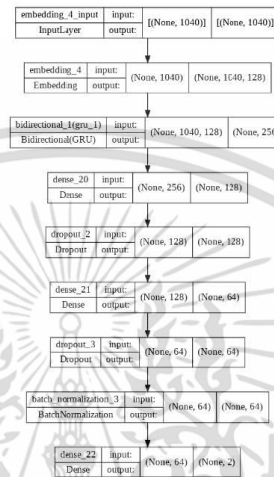 embedding_4_input input: [(None, 1040)] [(None, 1040)]
InputLayer output:
embedding_4 input: (None, 1040) (None, 1040, 128)
Embedding output:
bidirectional_1(gru_1) input: (None, 1040, 128) (None, 256
Bidirectional(GRU) output:
dense_20 input: (None, 256) (None, 128)
Dense output:
dropout_2 input: (None, 128) (None, 128)
Dropout output:
dense_21 input: (None, 128) (None, 64)
Dense output:
dropout_3 input: (None, 64) (None, 64)
Dropout output:
batch_normalization_3 input: (None, 64) (None, 64)
BatchNormalization output:
dense_22 input: (None, 64) (None, 2)
Dense output: